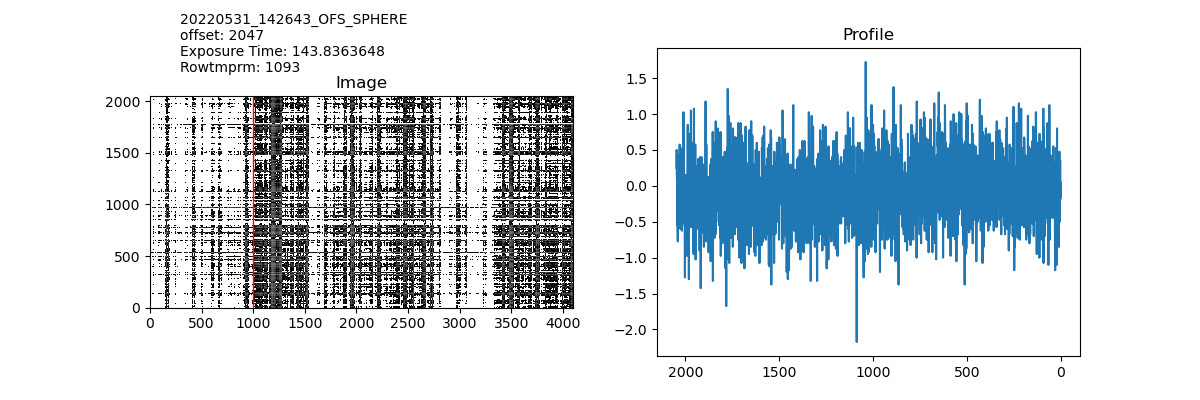 20220531_142643_OFS_SPHERE
offset: 2047
Exposure Time: 143.8363648
Rowtmprm: 1093
Image
2000
1500
1000
500
0
0 500 1000 1500 2000 2500 3000 3500 4000
Profile
1.5
1.0
0.5
0.0
−0.5
−1.0
−1.5
−2.0
2000 1500 1000 500 0